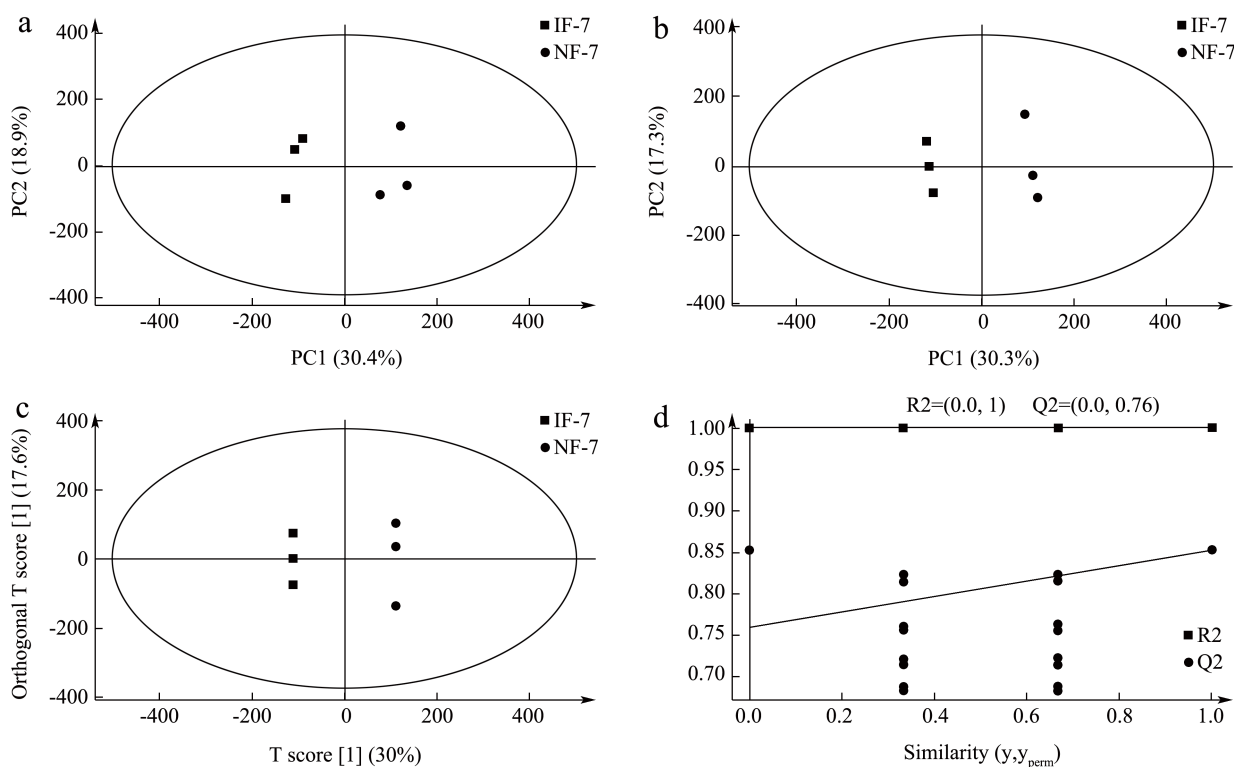 a
400
200
0
-200
-400
PC2 (18.9%)
-400
-200
0
200
400
PC1 (30.4%)
IF-7
NF-7
b
400
200
0
-200
-400
PC2 (17.3%)
-400
-200
0
200
400
PC1 (30.3%)
IF-7
NF-7
c
400
200
0
-200
-400
Orthogonal T score [1] (17.6%)
-400
-200
0
200
400
T score [1] (30%)
IF-7
NF-7
d
R2=(0.0, 1) Q2=(0.0, 0.76)
1.00
0.95
0.90
0.85
0.80
0.75
0.70
0.0
0.2
0.4
0.6
0.8
1.0
Similarity (y,yperm)
R2
Q2